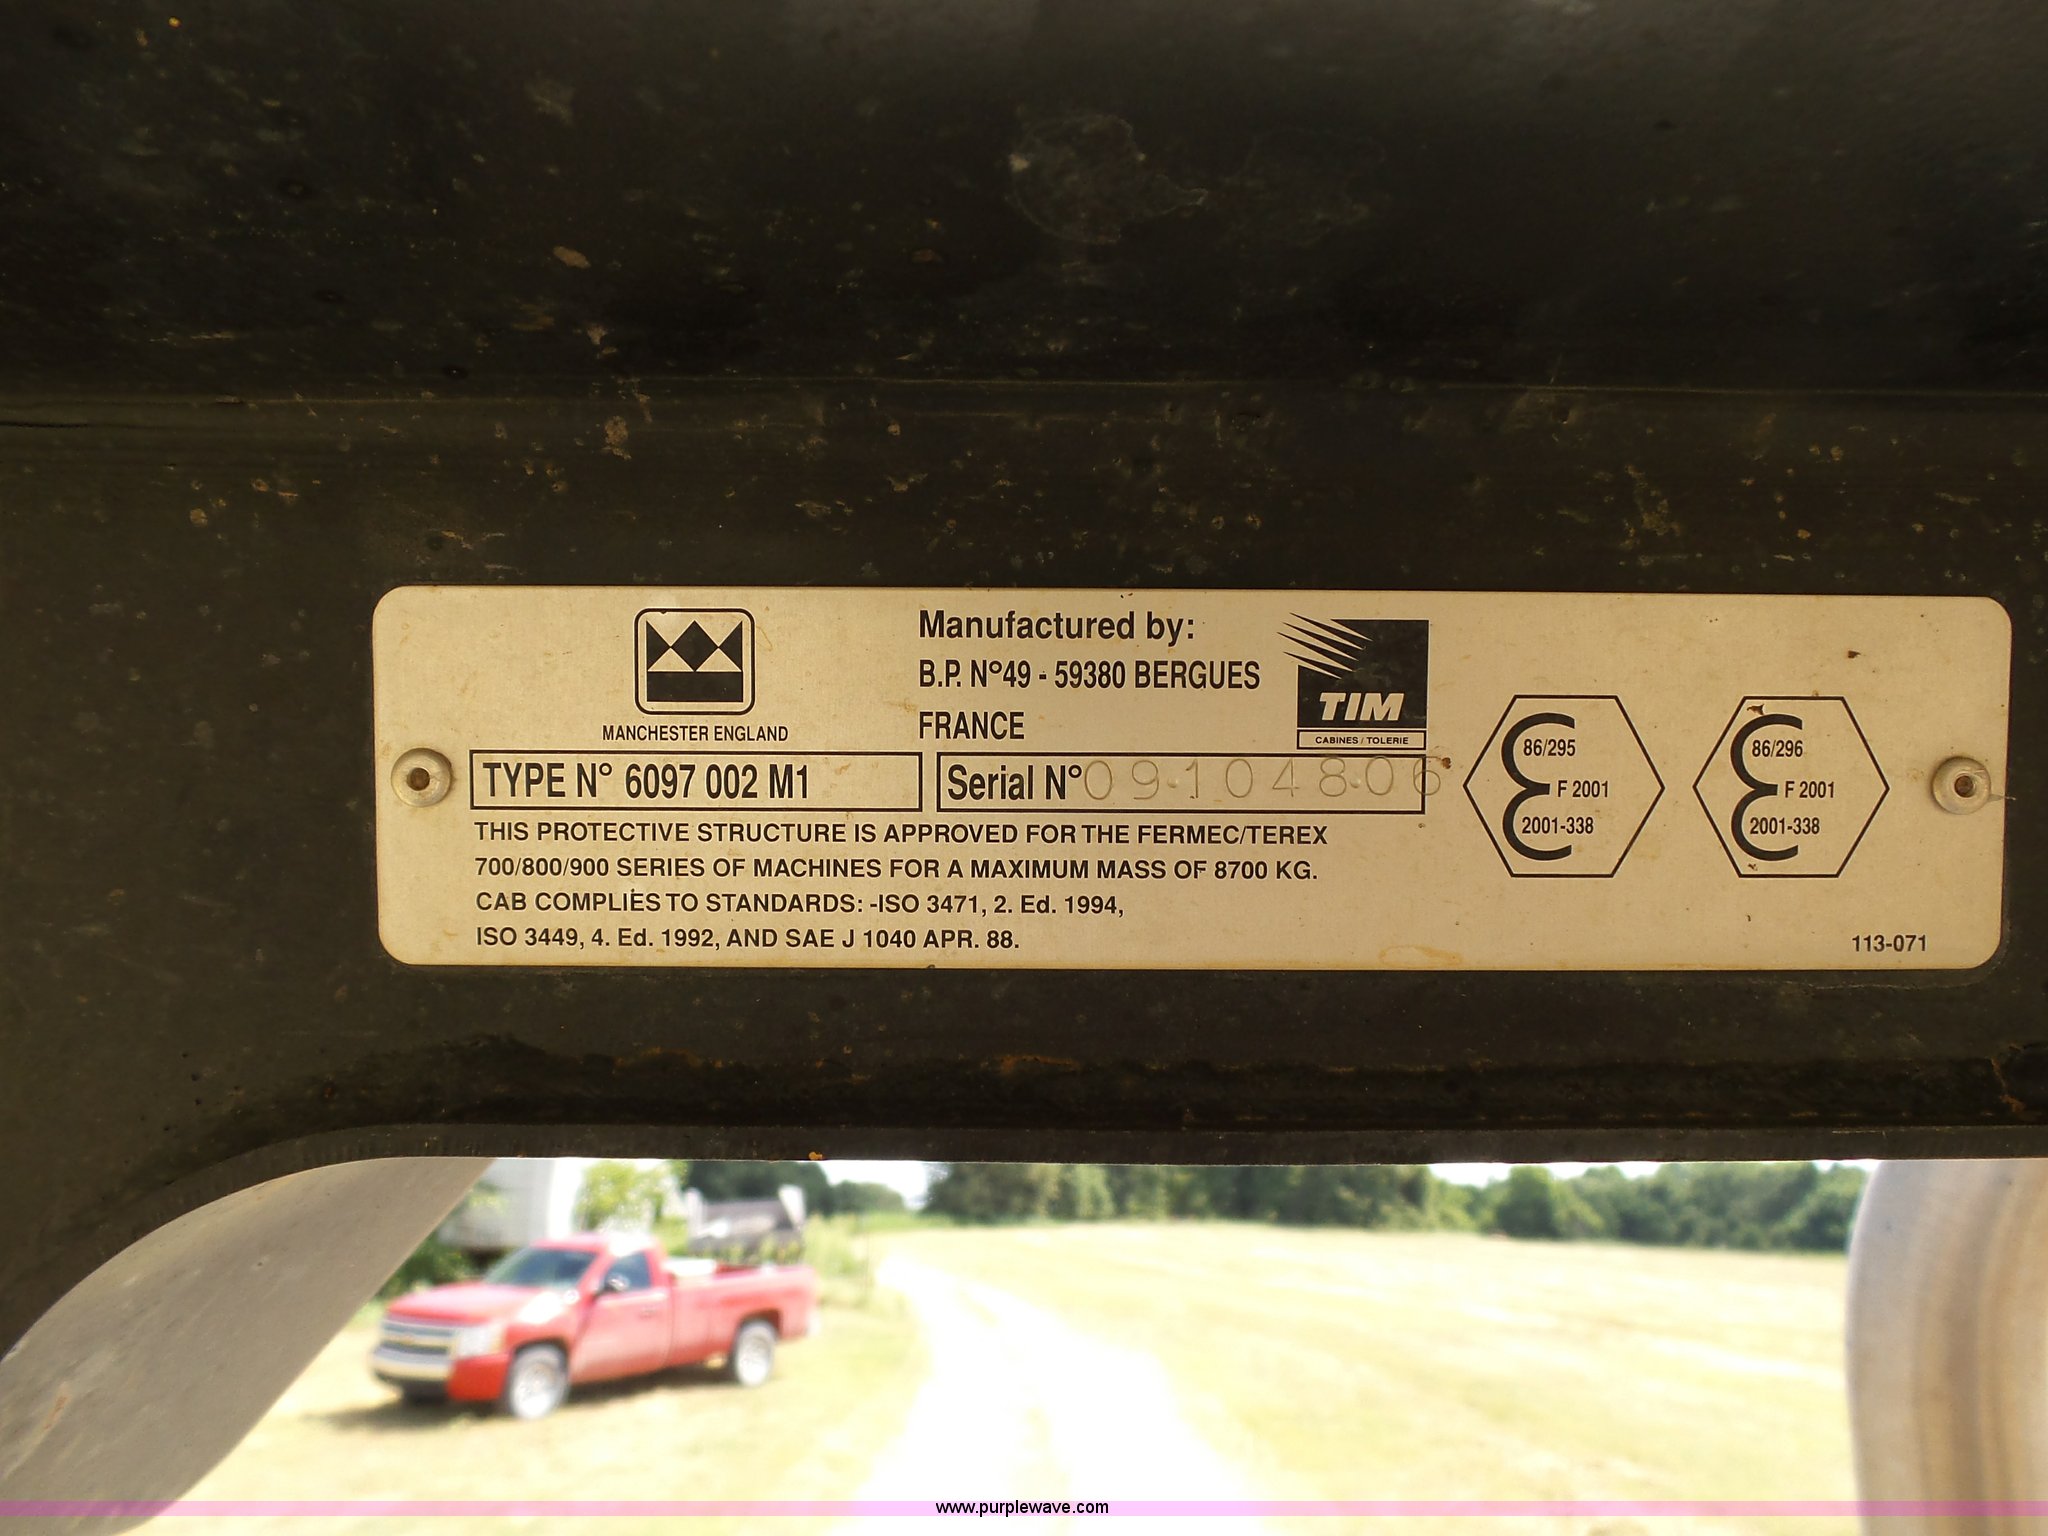 MANCHESTER ENGLAND
Manufactured by:
B.P. N°49 - 59380 BERGUES
FRANCE
TIM
CABINES / TOLERIE
TYPE N° 6097 002 M1
Serial N° 09104806
THIS PROTECTIVE STRUCTURE IS APPROVED FOR THE FERMEC/TEREX
700/800/900 SERIES OF MACHINES FOR A MAXIMUM MASS OF 8700 KG.
CAB COMPLIES TO STANDARDS: -ISO 3471, 2. Ed. 1994,
ISO 3449, 4. Ed. 1992, AND SAE J 1040 APR. 88.
86/295
F 2001
2001-338
86/296
F 2001
2001-338
113-071
www.purplewave.com